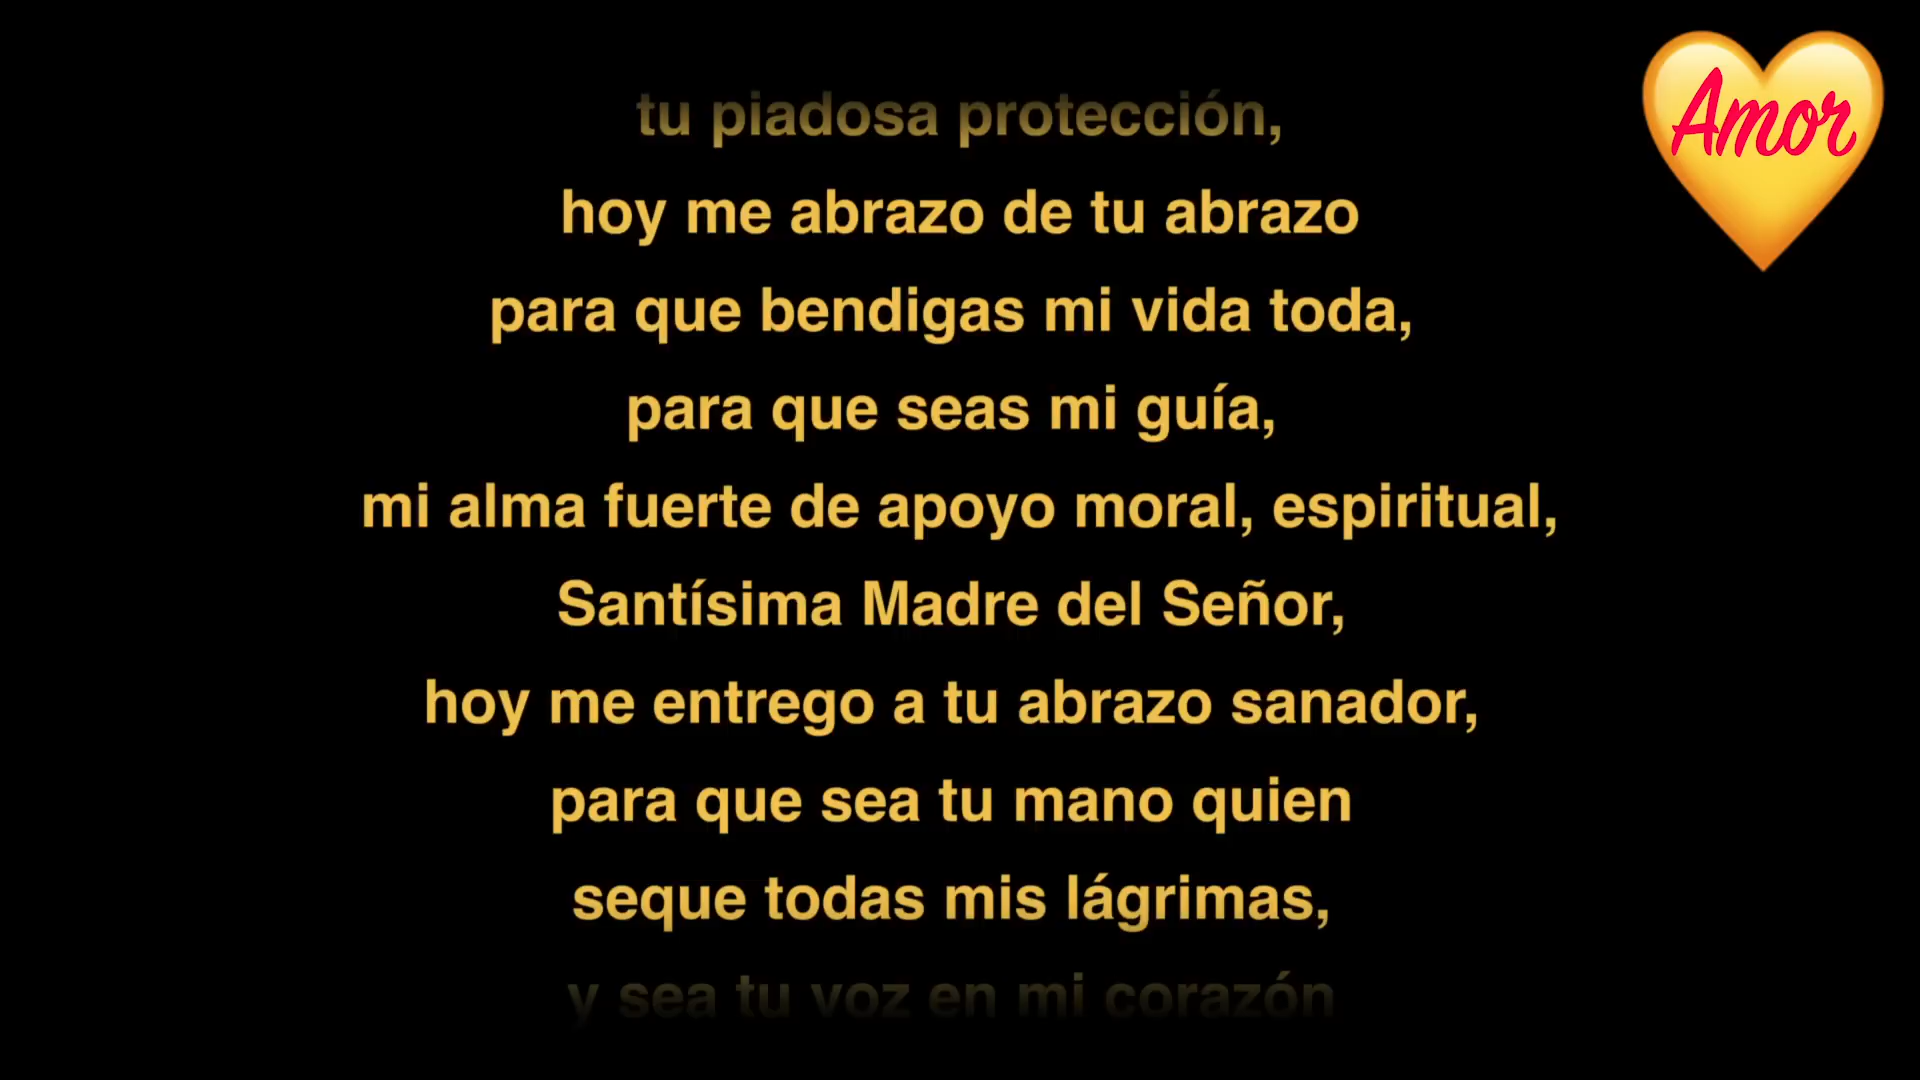 Amor
tu piadosa protección,
hoy me abrazo de tu abrazo
para que bendigas mi vida toda,
para que seas mi guía,
mi alma fuerte de apoyo moral, espiritual,
Santísima Madre del Señor,
hoy me entrego a tu abrazo sanador,
para que sea tu mano quien
seque todas mis lágrimas,
y sea tu voz en mi corazón